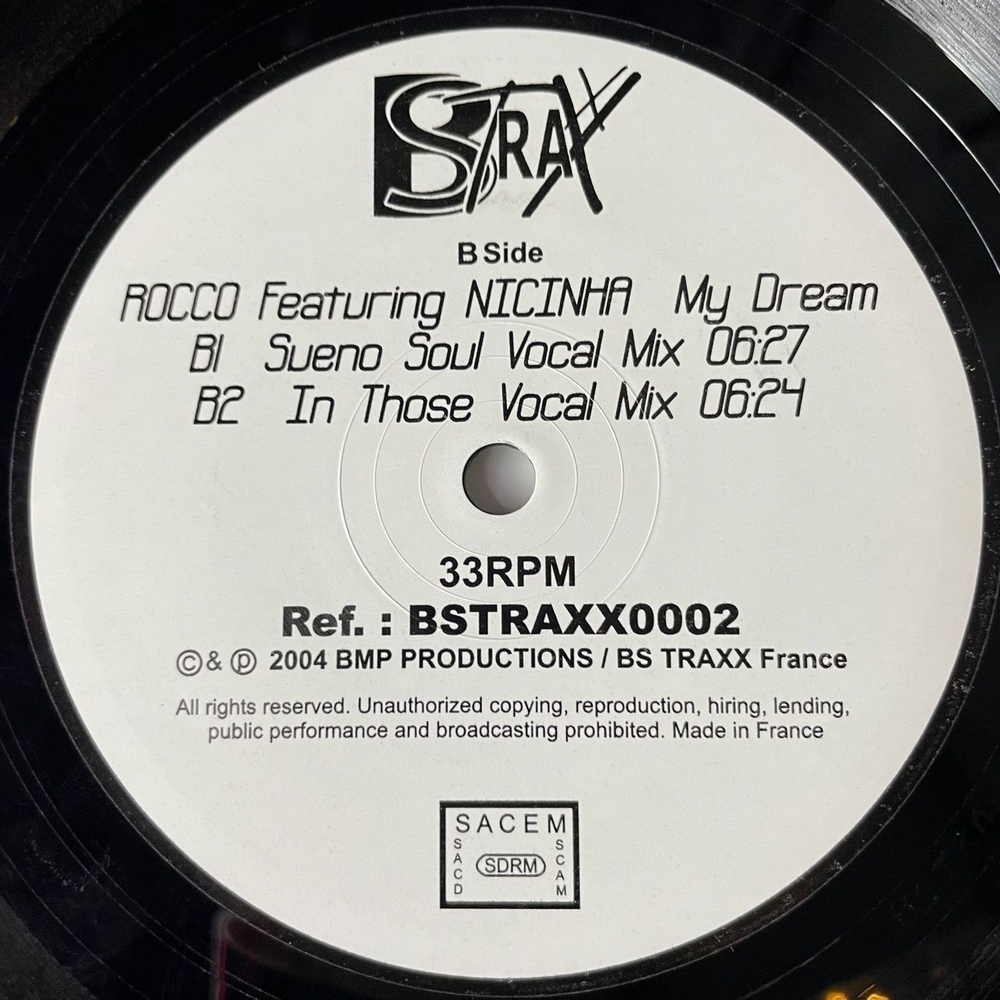 BSTRAXX
B Side
ROCCO Featuring NICINHA My Dream
B1 Sueno Soul Vocal Mix 06:27
B2 In Those Vocal Mix 06:24
33RPM
Ref. : BSTRAXX0002
© & ℗ 2004 BMP PRODUCTIONS / BS TRAXX France
All rights reserved. Unauthorized copying, reproduction, hiring, lending,
public performance and broadcasting prohibited. Made in France
SACEM
SACD
SDRM
SCAM